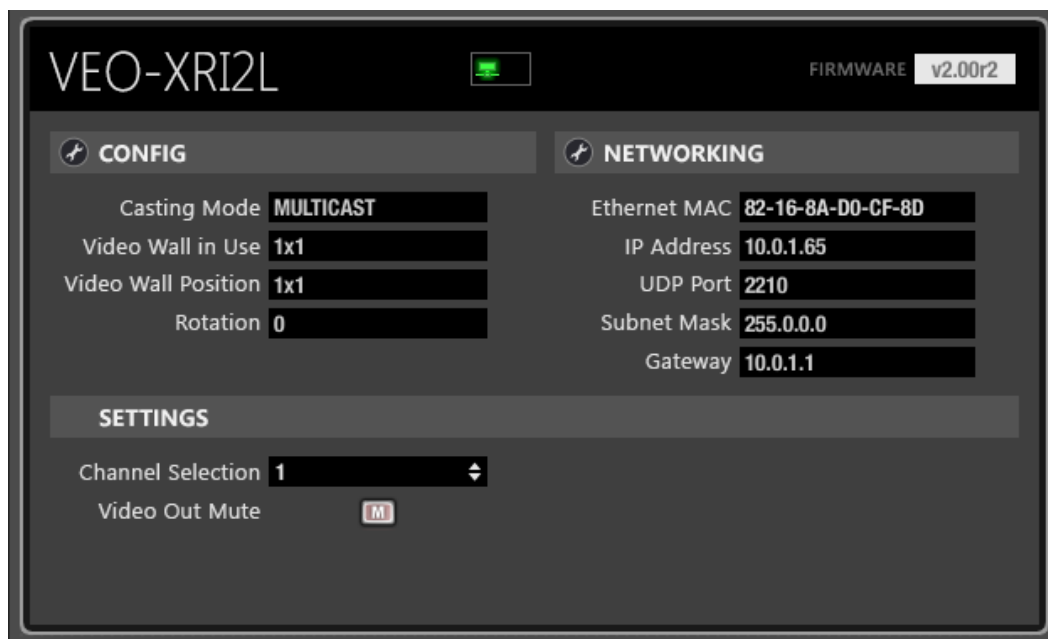 VEO-XRI2L
FIRMWARE v2.00r2
CONFIG
Casting Mode MULTICAST
Video Wall in Use 1x1
Video Wall Position 1x1
Rotation 0
NETWORKING
Ethernet MAC 82-16-8A-D0-CF-8D
IP Address 10.0.1.65
UDP Port 2210
Subnet Mask 255.0.0.0
Gateway 10.0.1.1
SETTINGS
Channel Selection 1
Video Out Mute M